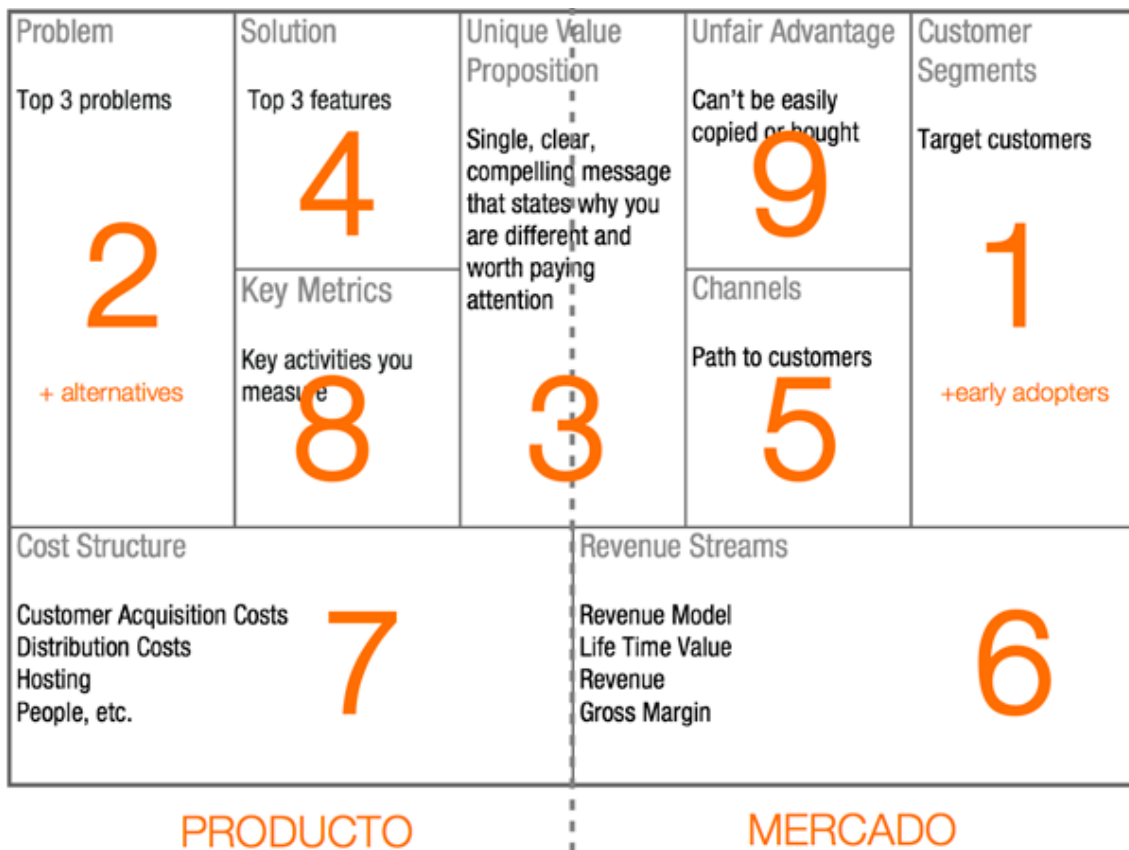 Problem
Top 3 problems
2
+ alternatives
Solution
Top 3 features
4
Key Metrics
Key activities you
measure
8
Unique Value
Proposition
Single, clear,
compelling message
that states why you
are different and
worth paying
attention
3
Unfair Advantage
Can't be easily
copied or bought
9
Channels
Path to customers
5
Customer
Segments
Target customers
1
+early adopters
Cost Structure
Customer Acquisition Costs
Distribution Costs
Hosting
People, etc.
7
Revenue Streams
Revenue Model
Life Time Value
Revenue
Gross Margin
6
PRODUCTO
MERCADO